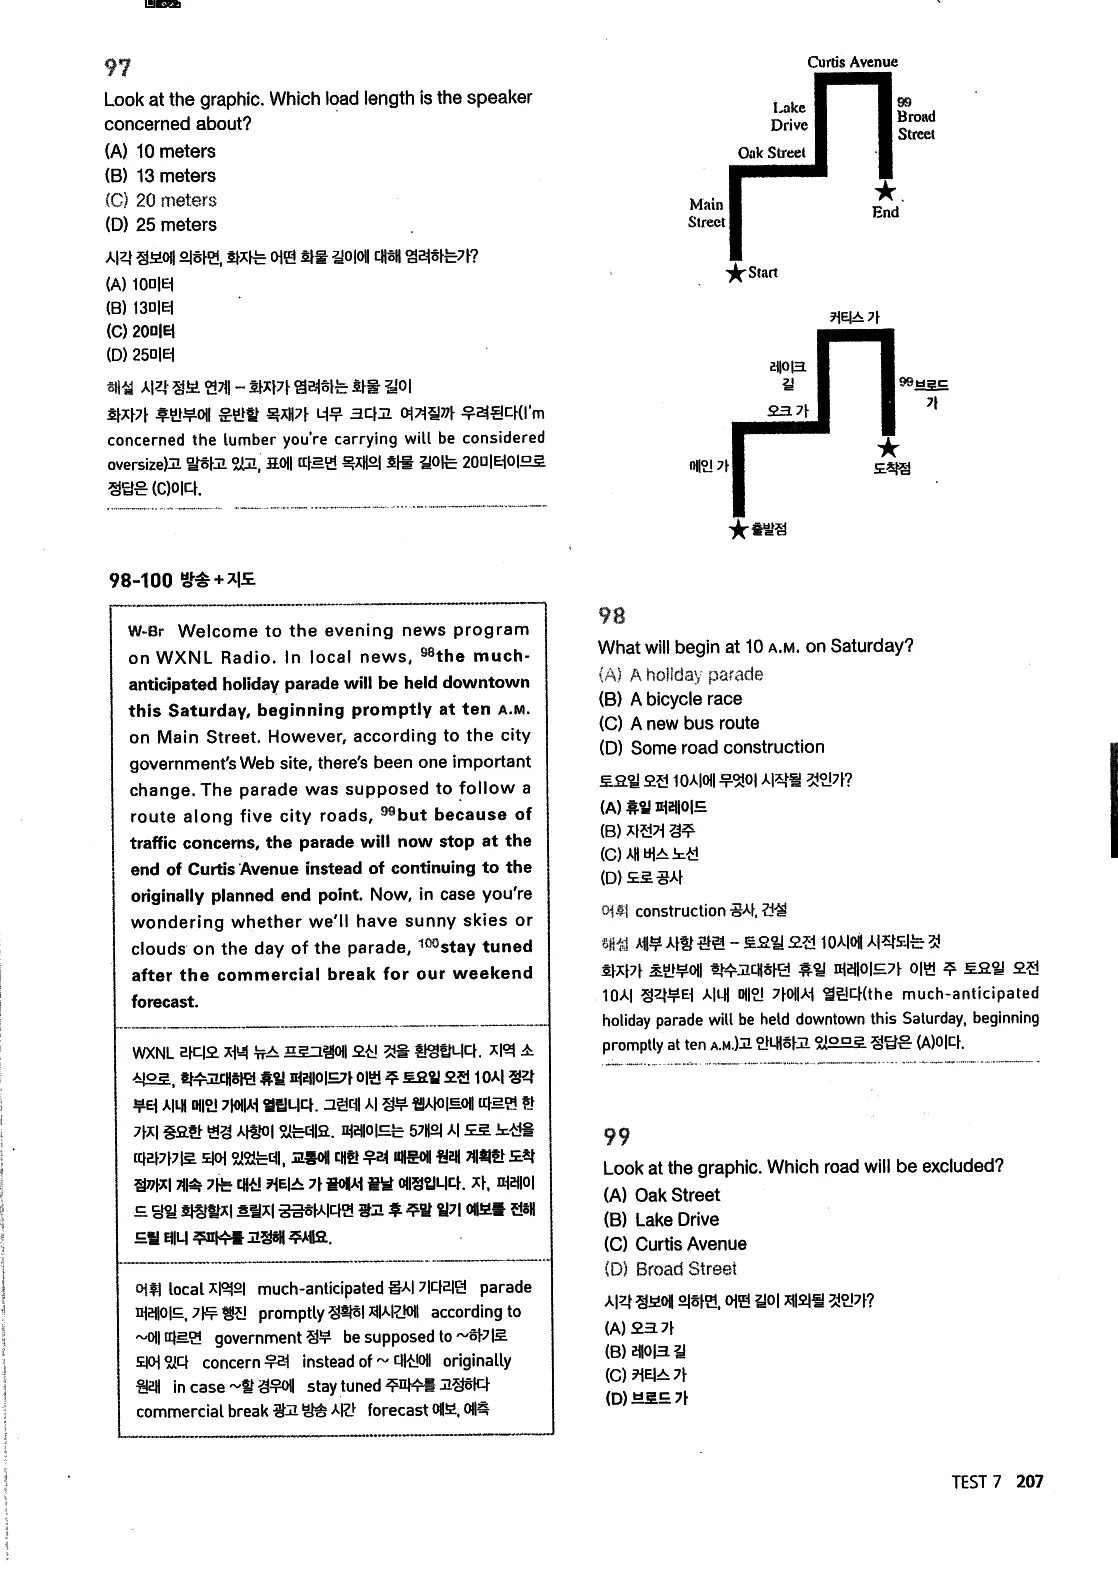 97
Look at the graphic. Which load length is the speaker
concerned about?
(A) 10 meters
(B) 13 meters
(C) 20 meters
(D) 25 meters
시각 정보에 의하면, 화자는 어떤 화물 길이에 대해 염려하는가?
(A) 10미터
(B) 13미터
(C) 20미터
(D) 25미터
해설 시각 정보 연계 – 화자가 염려하는 화물 길이
화자가 후반부에 운반할 목재가 너무 크다고 여겨질까 우려된다(I'm
concerned the lumber you're carrying will be considered
oversize)고 말하고 있고, 표에 따르면 목재의 화물 길이는 20미터이므로
정답은 (C)이다.
98-100 방송 + 지도
W-Br Welcome to the evening news program
on WXNL Radio. In local news, 98the much-
anticipated holiday parade will be held downtown
this Saturday, beginning promptly at ten A.M.
on Main Street. However, according to the city
government's Web site, there's been one important
change. The parade was supposed to follow a
route along five city roads, 99but because of
traffic concerns, the parade will now stop at the
end of Curtis Avenue instead of continuing to the
originally planned end point. Now, in case you're
wondering whether we'll have sunny skies or
clouds on the day of the parade, 100stay tuned
after the commercial break for our weekend
forecast.
WXNL 라디오 저녁 뉴스 프로그램에 오신 것을 환영합니다. 지역 소
식으로, 학수고대하던 휴일 퍼레이드가 이번 주 토요일 오전 10시 정각
부터 시내 메인 가에서 열립니다. 그런데 시 정부 웹사이트에 따르면 한
가지 중요한 변경 사항이 있는데요. 퍼레이드는 5개의 시 도로 노선을
따라가기로 되어 있었는데, 교통에 대한 우려 때문에 원래 계획한 도착
점까지 계속 가는 대신 커티스 가 끝에서 끝날 예정입니다. 자, 퍼레이
드 당일 화창할지 흐릴지 궁금하시다면 광고 후 주말 일기 예보를 전해
드릴 테니 주파수를 고정해 주세요.
어휘 local 지역의 much-anticipated 몹시 기다리던 parade
퍼레이드, 가두 행진 promptly 정확히 제시간에 according to
~에 따르면 government 정부 be supposed to ~하기로
되어 있다 concern 우려 instead of ~ 대신에 originally
원래 in case ~할 경우에 stay tuned 주파수를 고정하다
commercial break 광고 방송 시간 forecast 예보, 예측
Curtis Avenue
Lake
Drive
99
Broad
Street
Oak Street
Main
Street
End
Start
커티스 가
레이크
길
99브로드
가
오크 가
메인 가
도착점
출발점
98
What will begin at 10 A.M. on Saturday?
(A) A holiday parade
(B) A bicycle race
(C) A new bus route
(D) Some road construction
토요일 오전 10시에 무엇이 시작될 것인가?
(A) 휴일 퍼레이드
(B) 자전거 경주
(C) 새 버스 노선
(D) 도로 공사
어휘 construction 공사, 건설
해설 세부 사항 관련 – 토요일 오전 10시에 시작되는 것
화자가 초반부에 학수고대하던 휴일 퍼레이드가 이번 주 토요일 오전
10시 정각부터 시내 메인 가에서 열린다(the much-anticipated
holiday parade will be held downtown this Saturday, beginning
promptly at ten A.M.)고 안내하고 있으므로 정답은 (A)이다.
99
Look at the graphic. Which road will be excluded?
(A) Oak Street
(B) Lake Drive
(C) Curtis Avenue
(D) Broad Street
시각 정보에 의하면, 어떤 길이 제외될 것인가?
(A) 오크 가
(B) 레이크 길
(C) 커티스 가
(D) 브로드 가
TEST 7 207